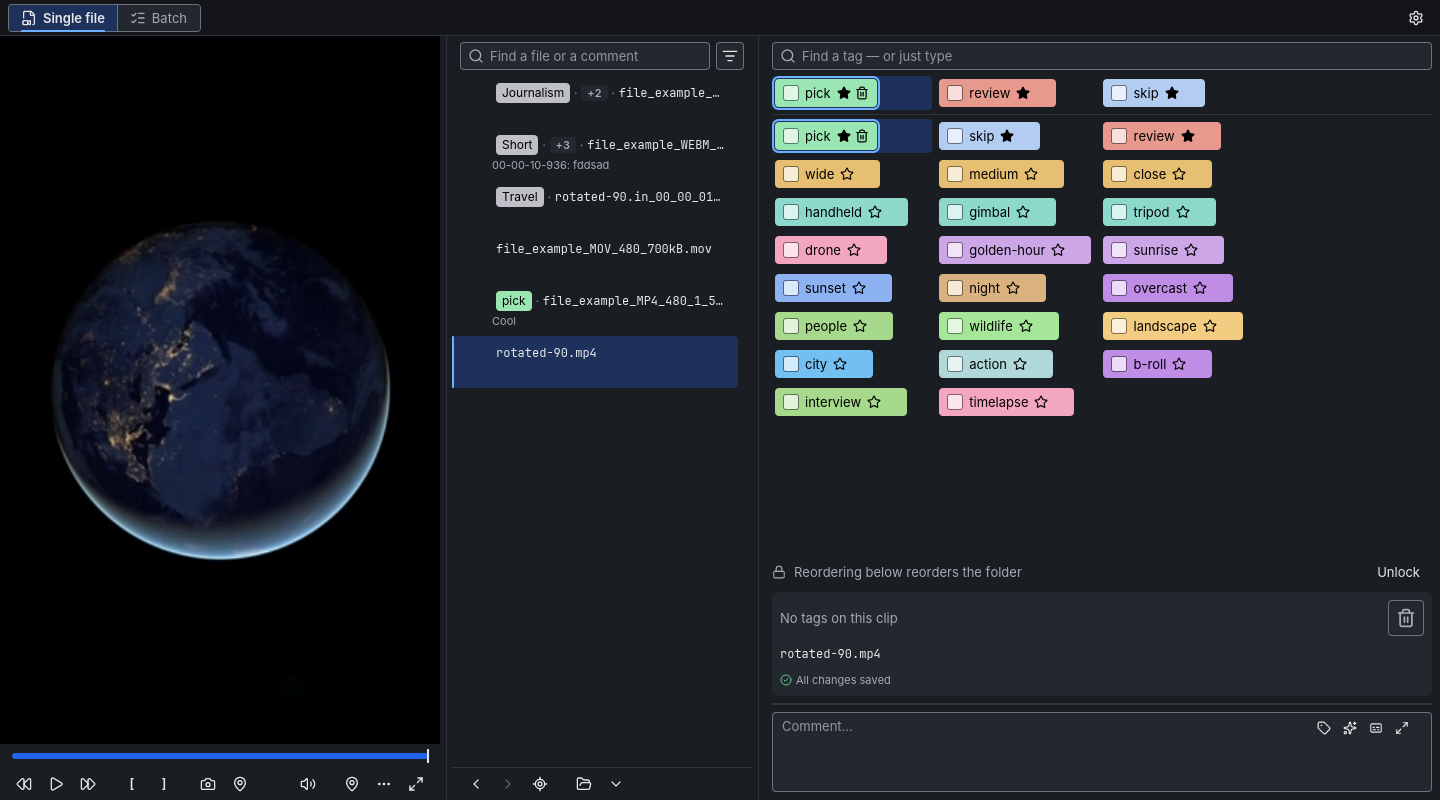 Single file
Batch
Find a file or a comment
Journalism · +2 · file_example_…
Short · +3 · file_example_WEBM_…
00-00-10-936: fddsad
Travel · rotated-90.in_00_00_01…
file_example_MOV_480_700kB.mov
pick · file_example_MP4_480_1_5…
Cool
rotated-90.mp4
Find a tag — or just type
pick review skip
pick skip review
wide medium close
handheld gimbal tripod
drone golden-hour sunrise
sunset night overcast
people wildlife landscape
city action b-roll
interview timelapse
Reordering below reorders the folder
Unlock
No tags on this clip
rotated-90.mp4
All changes saved
Comment...
[ ]